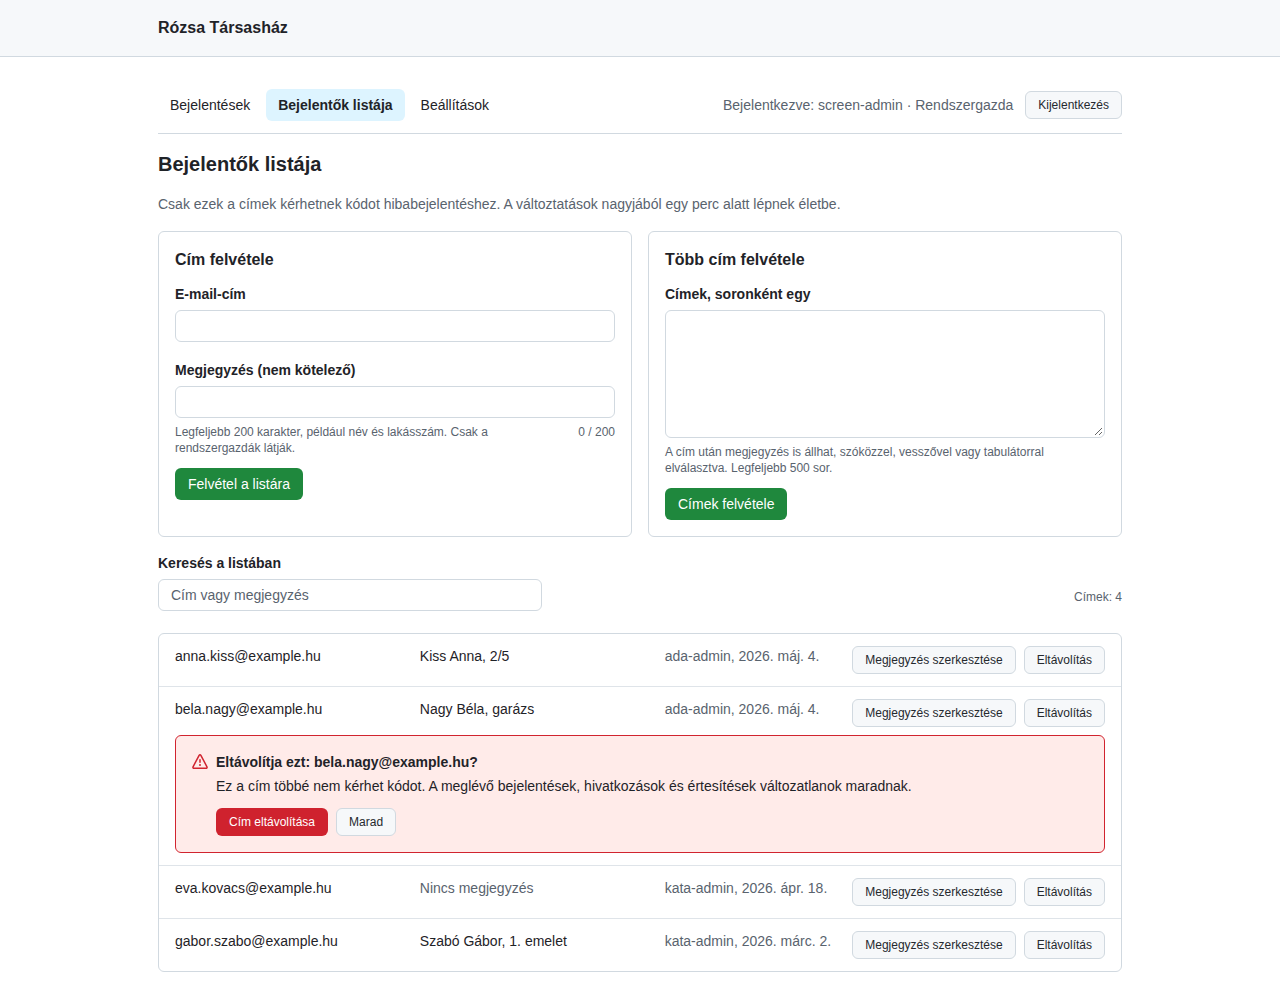 Rózsa Társasház
Bejelentések
Bejelentők listája
Beállítások
Bejelentkezve: screen-admin · Rendszergazda
Kijelentkezés
Bejelentők listája
Csak ezek a címek kérhetnek kódot hibabejelentéshez. A változtatások nagyjából egy perc alatt lépnek életbe.
Cím felvétele
E-mail-cím
Megjegyzés (nem kötelező)
Legfeljebb 200 karakter, például név és lakásszám. Csak a
rendszergazdák látják.
0 / 200
Felvétel a listára
Több cím felvétele
Címek, soronként egy
A cím után megjegyzés is állhat, szóközzel, vesszővel vagy tabulátorral
elválasztva. Legfeljebb 500 sor.
Címek felvétele
Keresés a listában
Cím vagy megjegyzés
Címek: 4
anna.kiss@example.hu
Kiss Anna, 2/5
ada-admin, 2026. máj. 4.
Megjegyzés szerkesztése
Eltávolítás
bela.nagy@example.hu
Nagy Béla, garázs
ada-admin, 2026. máj. 4.
Megjegyzés szerkesztése
Eltávolítás
Eltávolítja ezt: bela.nagy@example.hu?
Ez a cím többé nem kérhet kódot. A meglévő bejelentések, hivatkozások és értesítések változatlanok maradnak.
Cím eltávolítása
Marad
eva.kovacs@example.hu
Nincs megjegyzés
kata-admin, 2026. ápr. 18.
Megjegyzés szerkesztése
Eltávolítás
gabor.szabo@example.hu
Szabó Gábor, 1. emelet
kata-admin, 2026. márc. 2.
Megjegyzés szerkesztése
Eltávolítás